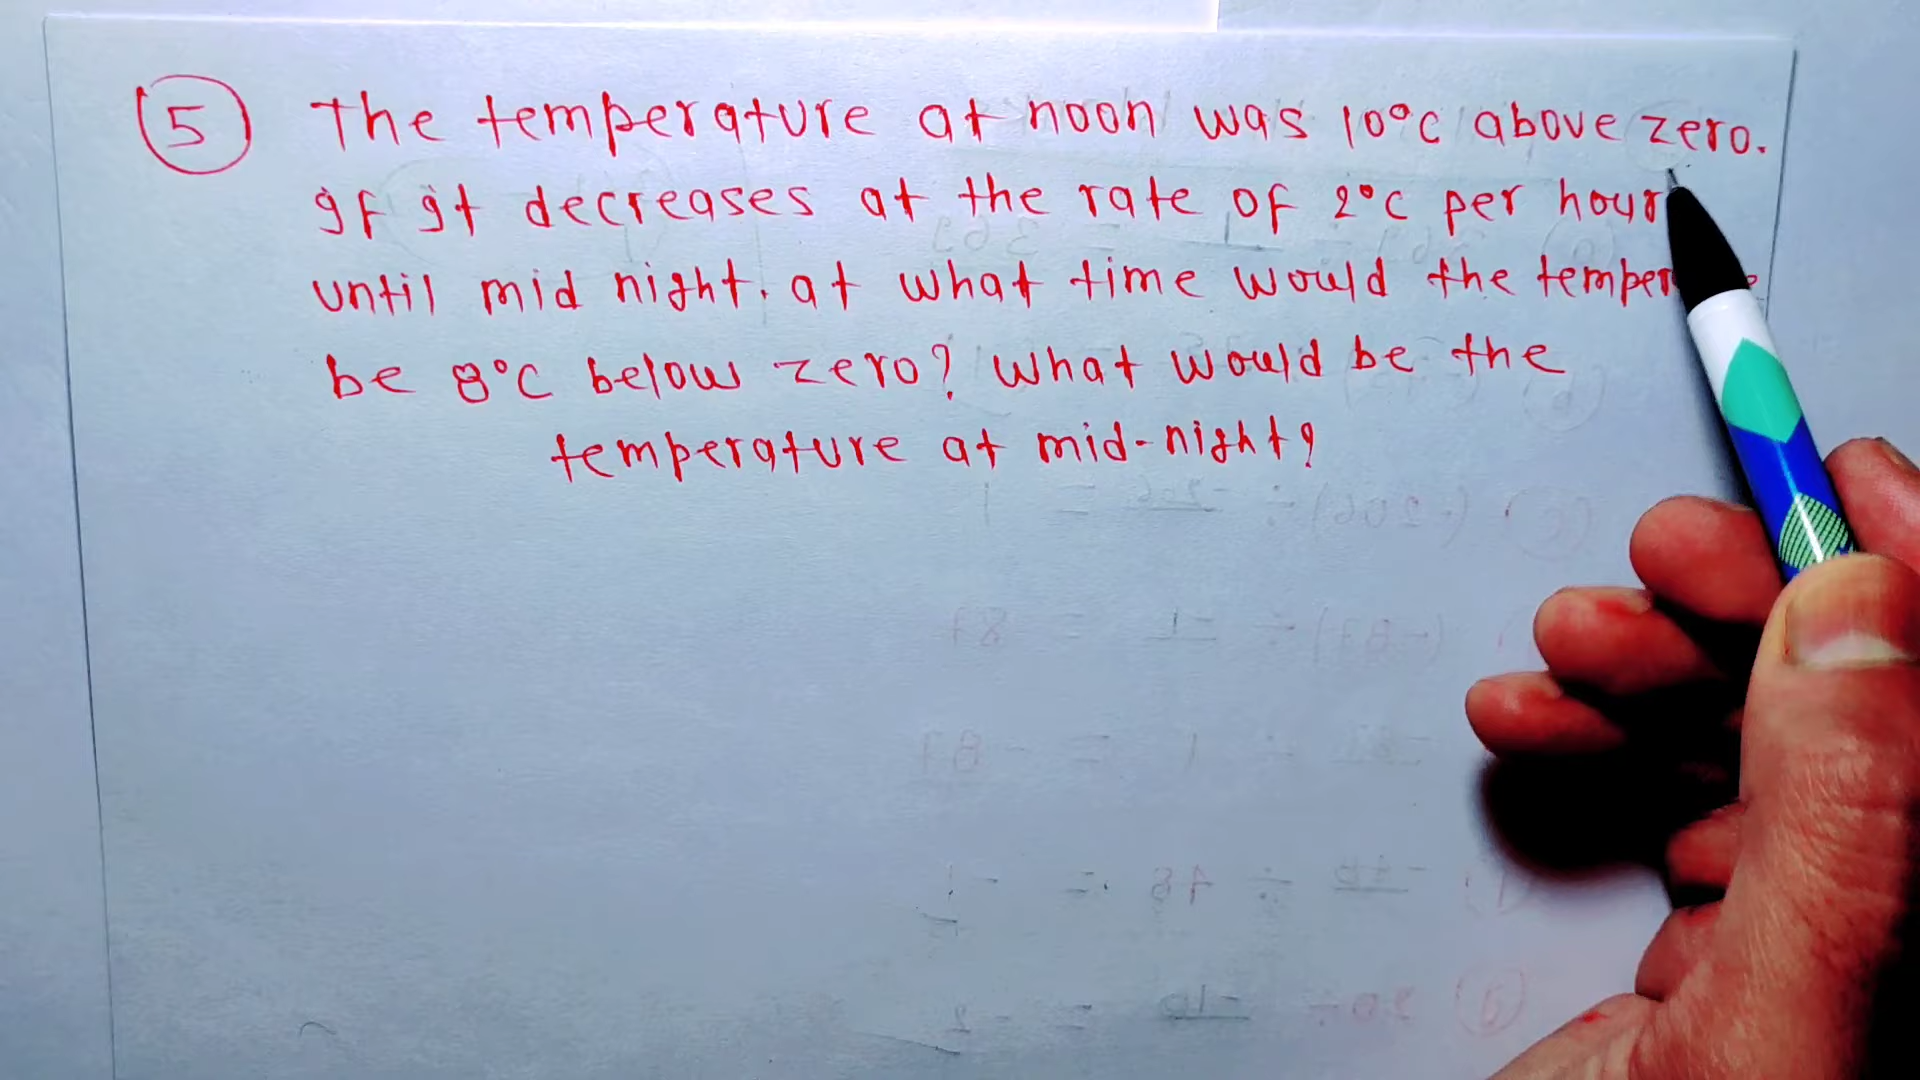 5 The temperature at noon was 10°C above zero.
If it decreases at the rate of 2°C per hour
until mid night, at what time would the
be 8°C below zero? What would be the
temperature at mid-night?